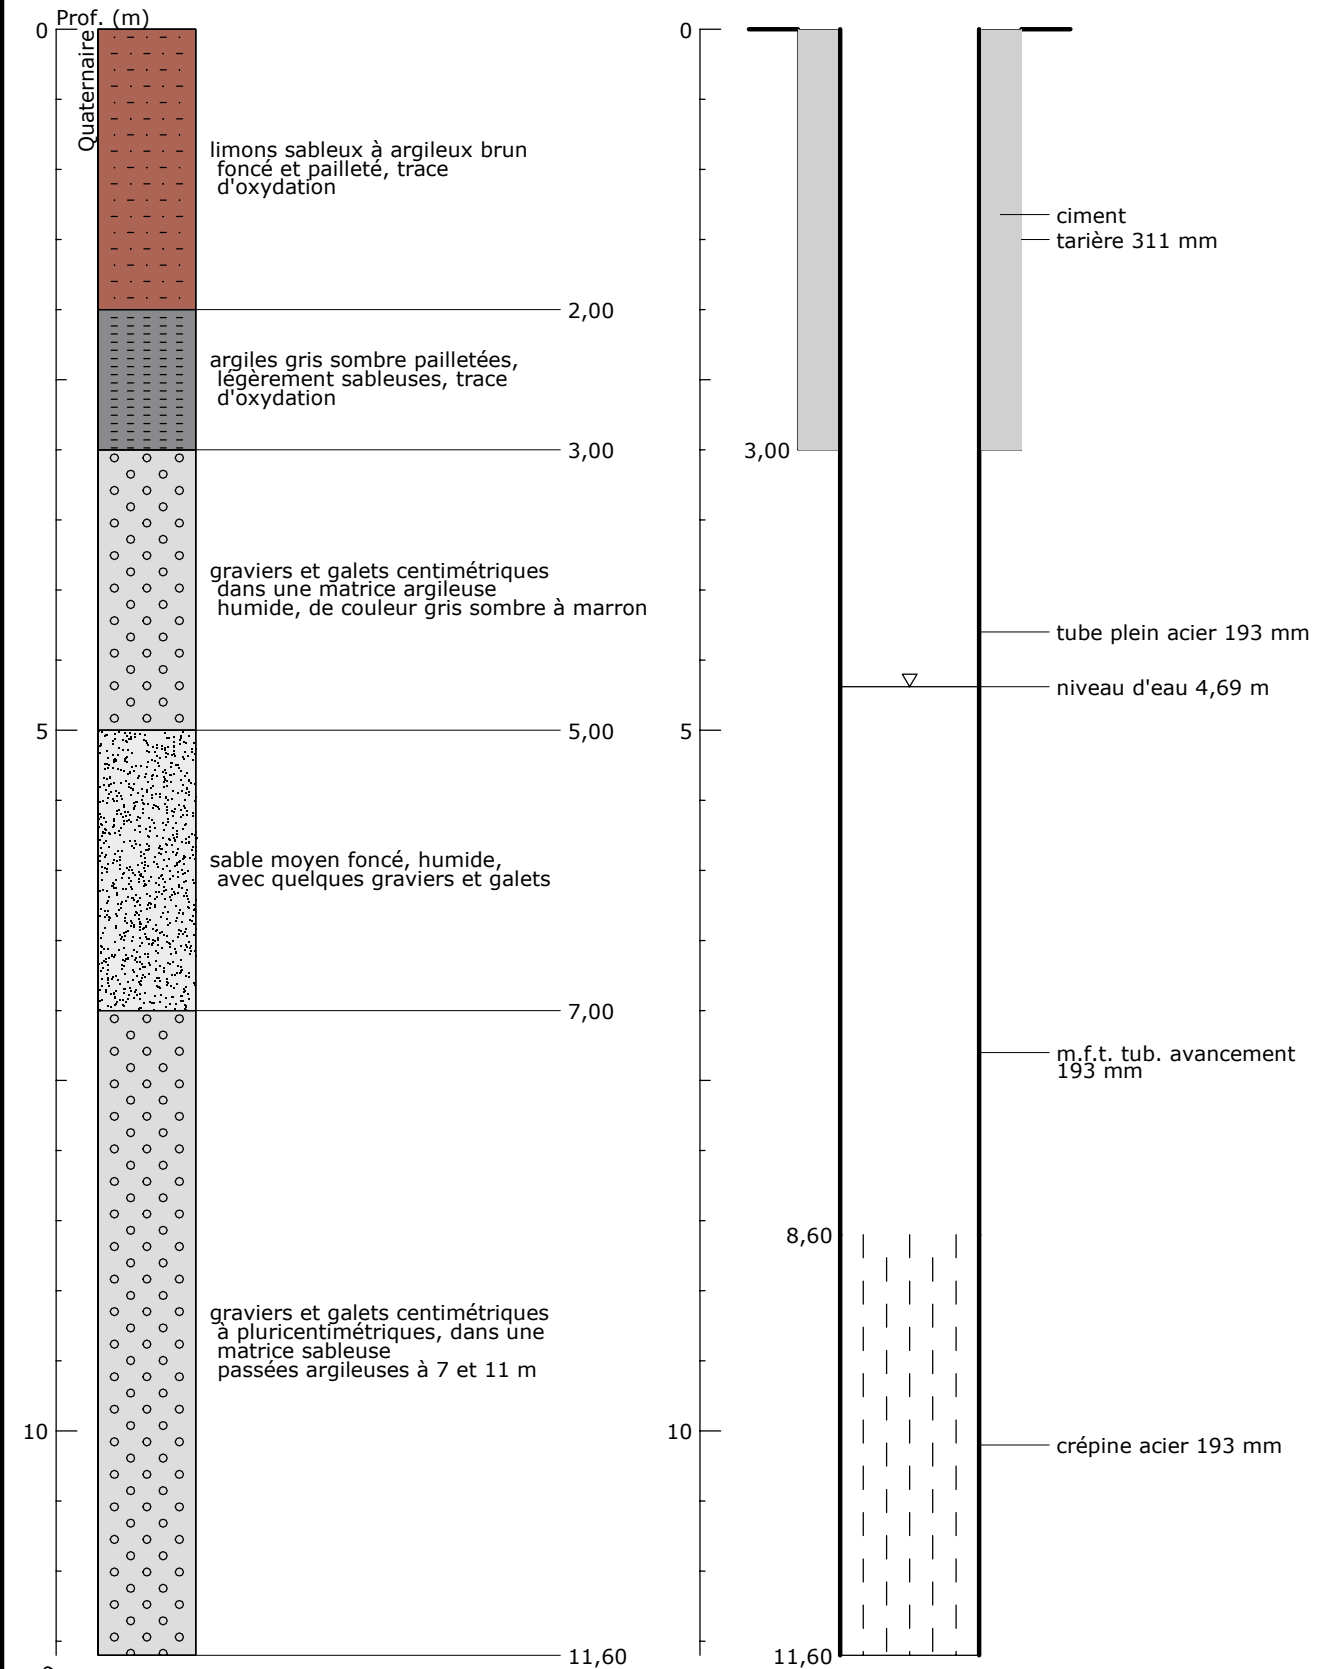 Prof. (m)
0
Quaternaire
limons sableux à argileux brun
foncé et pailleté, trace
d'oxydation
2,00
argiles gris sombre pailletées,
légèrement sableuses, trace
d'oxydation
3,00
graviers et galets centimétriques
dans une matrice argileuse
humide, de couleur gris sombre à marron
5
5,00
sable moyen foncé, humide,
avec quelques graviers et galets
7,00
graviers et galets centimétriques
à pluricentimétriques, dans une
matrice sableuse
passées argileuses à 7 et 11 m
10
11,60
0
ciment
tarière 311 mm
3,00
tube plein acier 193 mm
niveau d'eau 4,69 m
5
m.f.t. tub. avancement
193 mm
8,60
10
crépine acier 193 mm
11,60